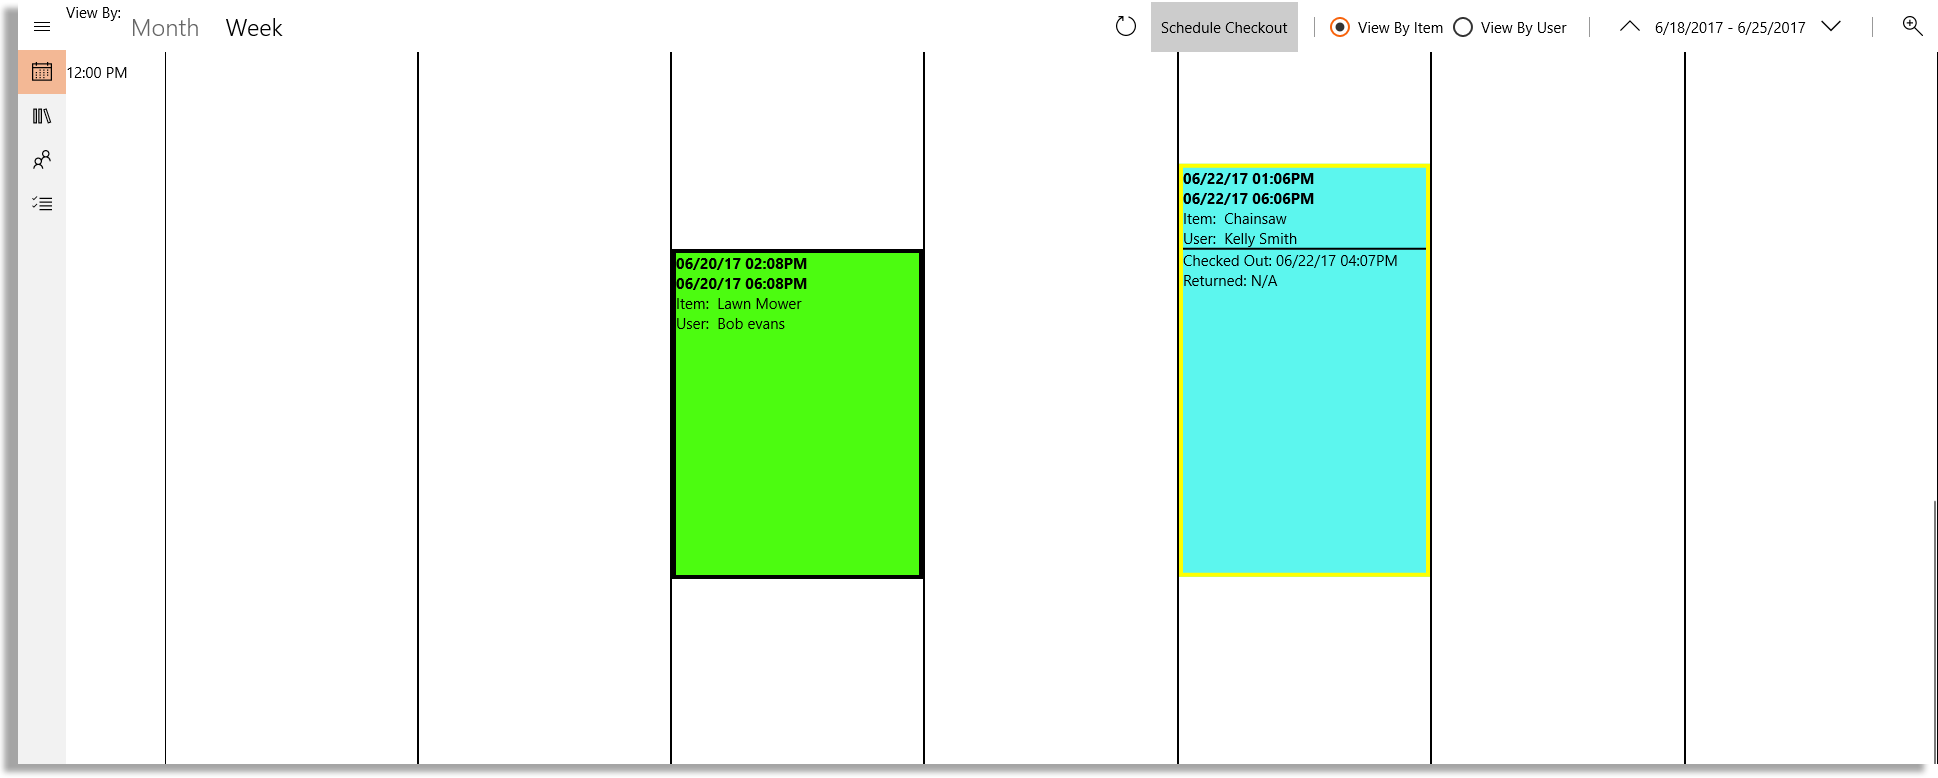 View By:
Month Week
Schedule Checkout
View By Item
View By User
6/18/2017 - 6/25/2017
12:00 PM
06/20/17 02:08PM
06/20/17 06:08PM
Item: Lawn Mower
User: Bob evans
06/22/17 01:06PM
06/22/17 06:06PM
Item: Chainsaw
User: Kelly Smith
Checked Out: 06/22/17 04:07PM
Returned: N/A